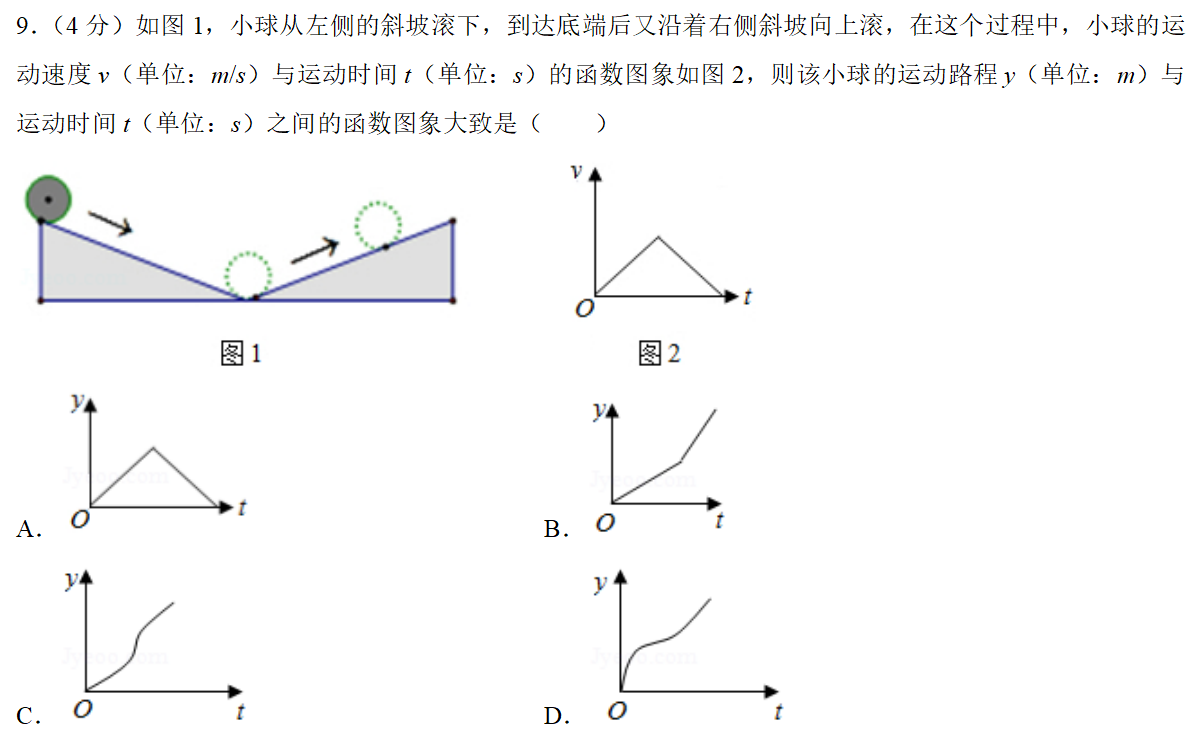 9.（4 分）如图 1，小球从左侧的斜坡滚下，到达底端后又沿着右侧斜坡向上滚，在这个过程中，小球的运
动速度 v（单位：m/s）与运动时间 t（单位：s）的函数图象如图 2，则该小球的运动路程 y（单位：m）与
运动时间 t（单位：s）之间的函数图象大致是（　　）
v
O
t
图 1
图 2
A.
y
O
t
B.
y
O
t
C.
y
O
t
D.
y
O
t